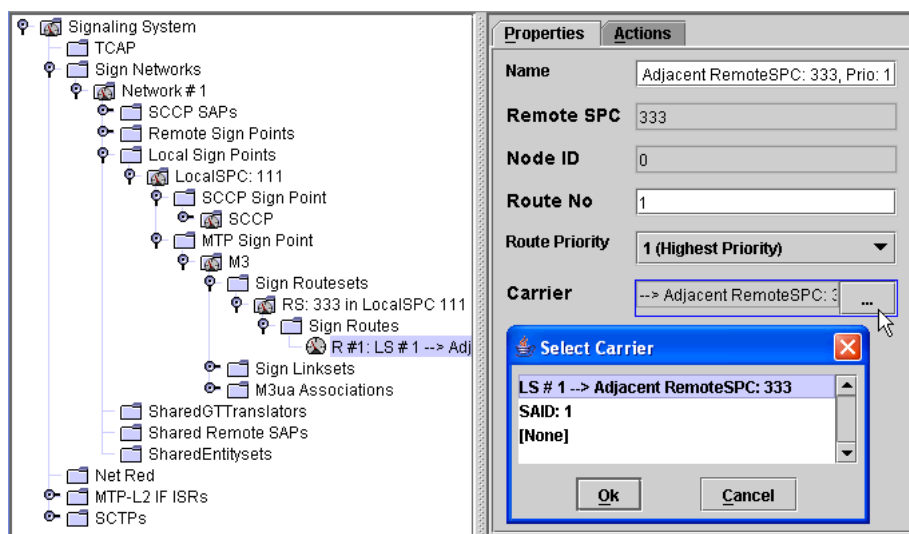 Signaling System
TCAP
Sign Networks
Network # 1
SCCP SAPs
Remote Sign Points
Local Sign Points
LocalSPC: 111
SCCP Sign Point
SCCP
MTP Sign Point
M3
Sign Routesets
RS: 333 in LocalSPC 111
Sign Routes
R #1: LS # 1 --> Adj
Sign Linksets
M3ua Associations
SharedGTTranslators
Shared Remote SAPs
SharedEntitysets
Net Red
MTP-L2 IF ISRs
SCTPs
Properties Actions
Name Adjacent RemoteSPC: 333, Prio: 1
Remote SPC 333
Node ID 0
Route No 1
Route Priority 1 (Highest Priority)
Carrier --> Adjacent RemoteSPC: 3 ...
Select Carrier
LS # 1 --> Adjacent RemoteSPC: 333
SAID: 1
[None]
Ok Cancel